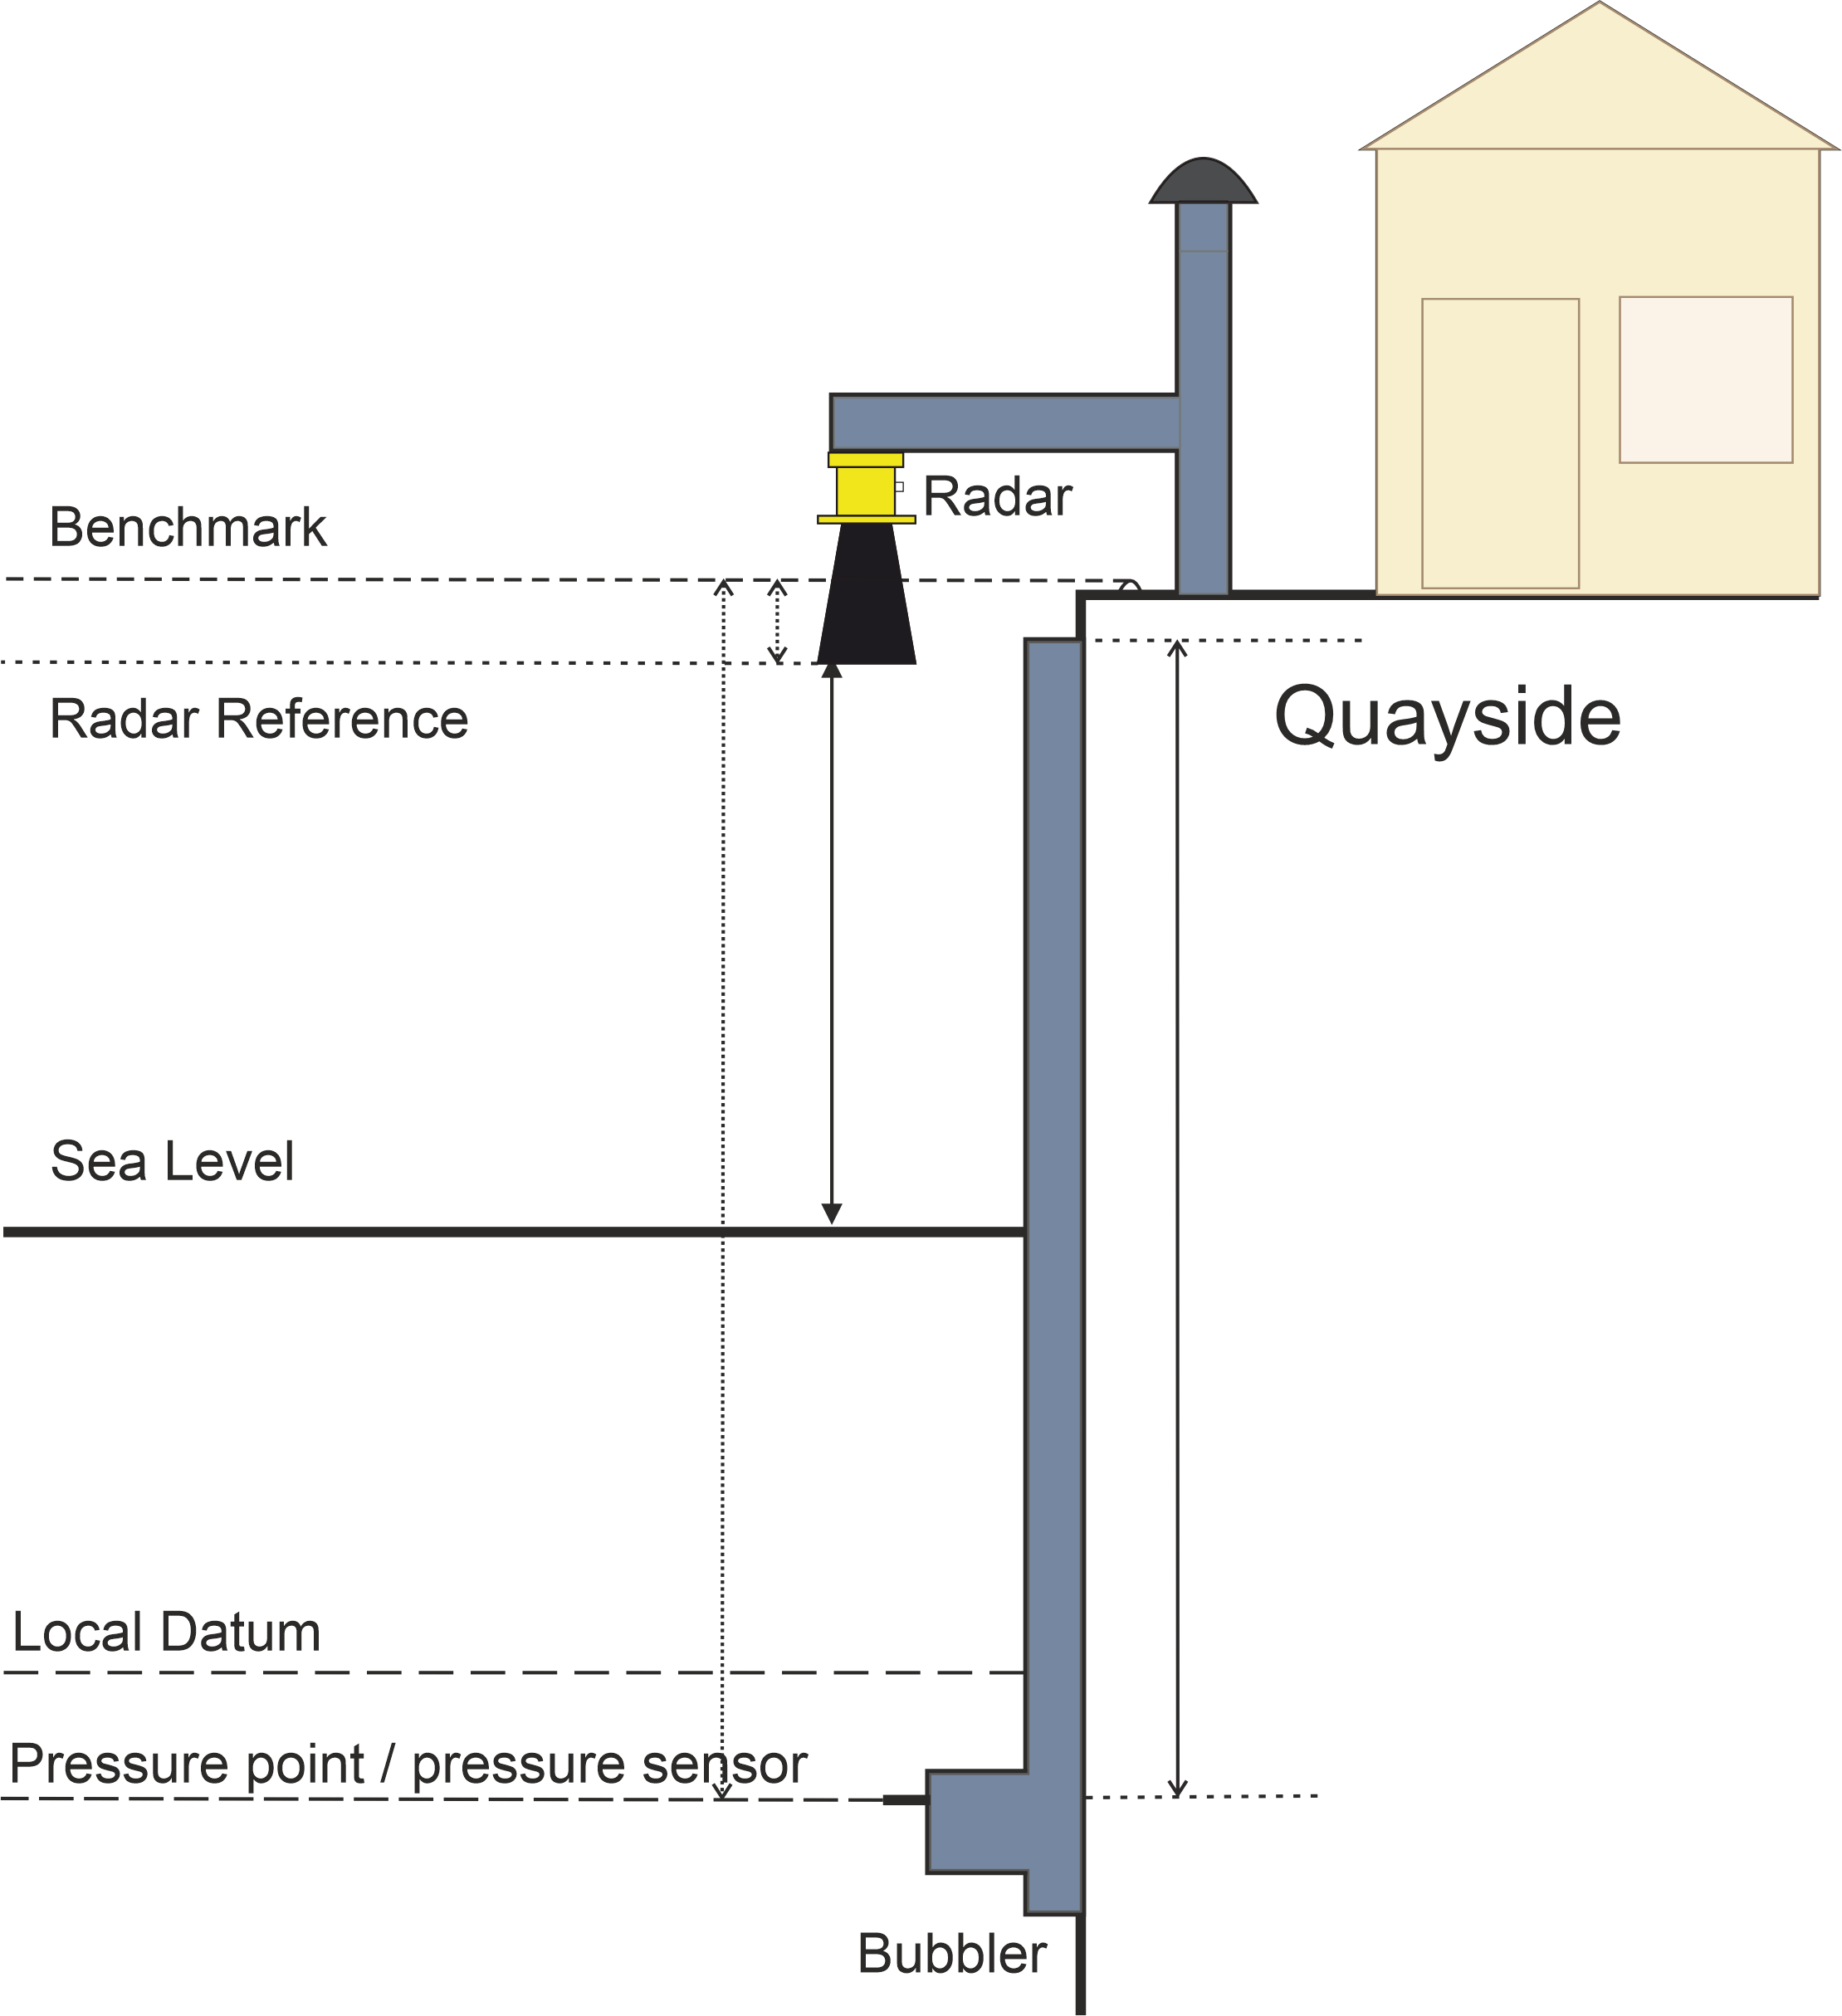 Radar
Benchmark
Radar Reference
Quayside
Sea Level
Local Datum
Pressure point / pressure sensor
Bubbler